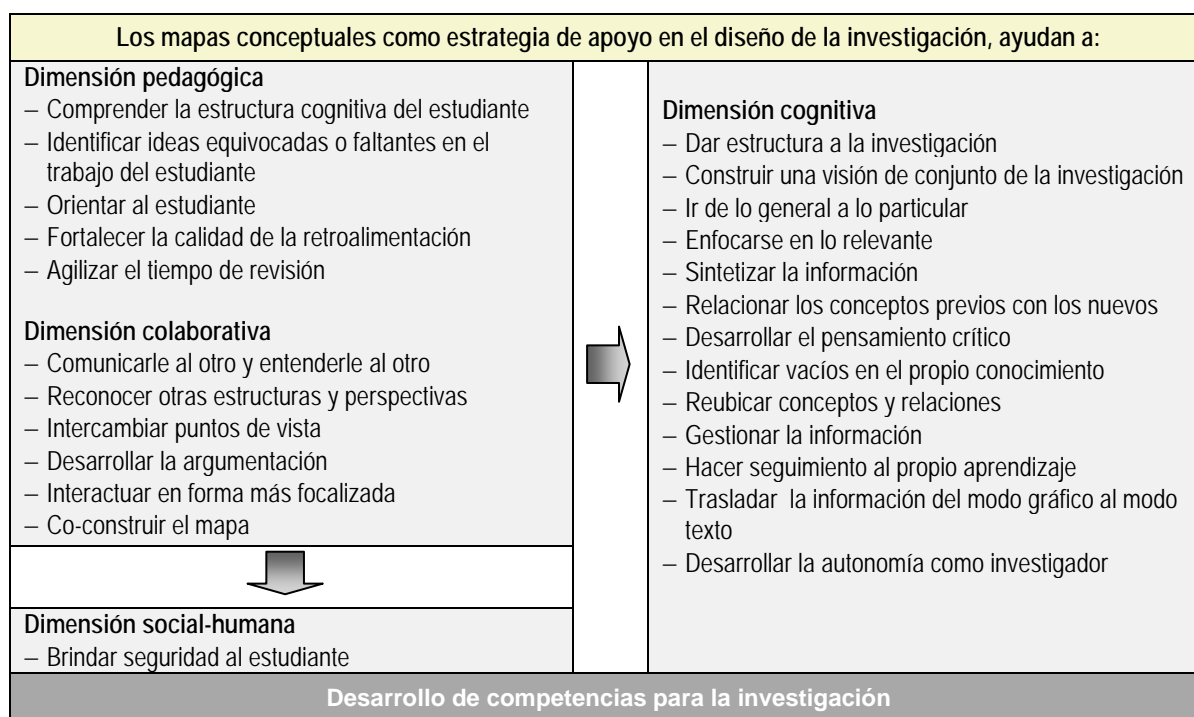 Los mapas conceptuales como estrategia de apoyo en el diseño de la investigación, ayudan a:
Dimensión pedagógica
– Comprender la estructura cognitiva del estudiante
– Identificar ideas equivocadas o faltantes en el
trabajo del estudiante
– Orientar al estudiante
– Fortalecer la calidad de la retroalimentación
– Agilizar el tiempo de revisión
Dimensión colaborativa
– Comunicarle al otro y entenderle al otro
– Reconocer otras estructuras y perspectivas
– Intercambiar puntos de vista
– Desarrollar la argumentación
– Interactuar en forma más focalizada
– Co-construir el mapa
Dimensión social-humana
– Brindar seguridad al estudiante
Dimensión cognitiva
– Dar estructura a la investigación
– Construir una visión de conjunto de la investigación
– Ir de lo general a lo particular
– Enfocarse en lo relevante
– Sintetizar la información
– Relacionar los conceptos previos con los nuevos
– Desarrollar el pensamiento crítico
– Identificar vacíos en el propio conocimiento
– Reubicar conceptos y relaciones
– Gestionar la información
– Hacer seguimiento al propio aprendizaje
– Trasladar la información del modo gráfico al modo
texto
– Desarrollar la autonomía como investigador
Desarrollo de competencias para la investigación